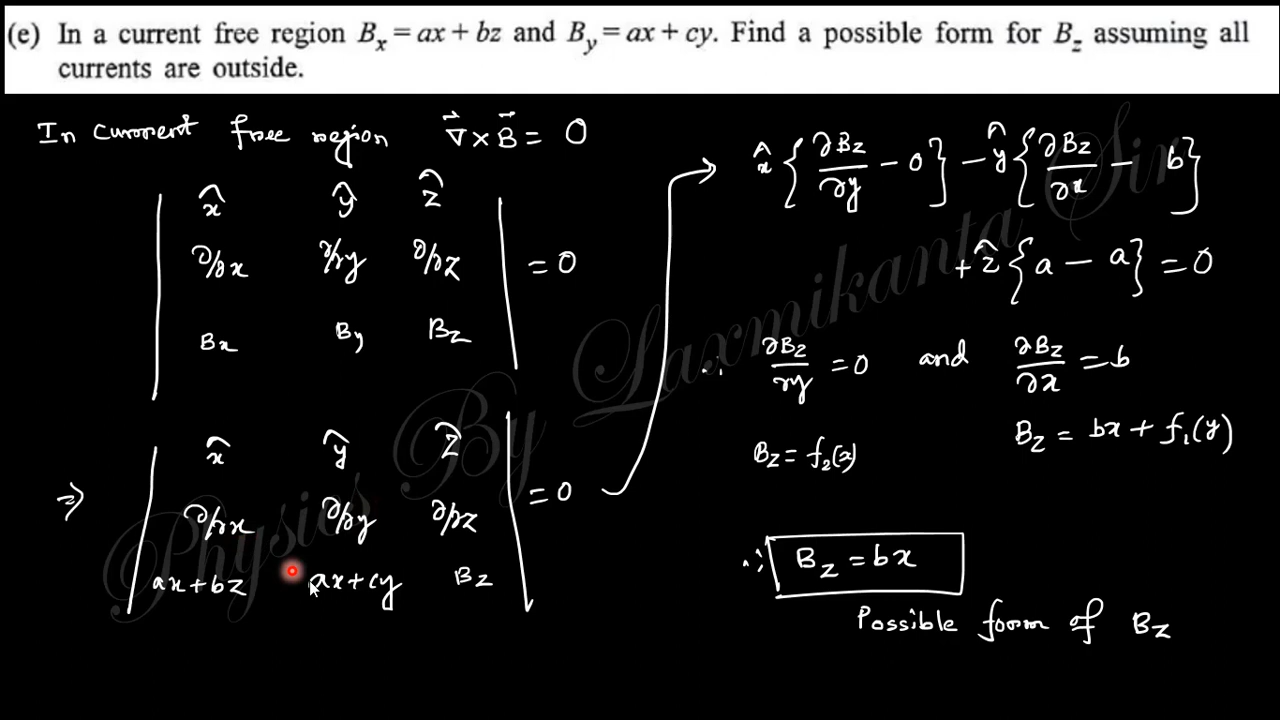 (e) In a current free region Bₓ = ax + bz and B_y = ax + cy. Find a possible form for B_z assuming all
currents are outside.
In current free region ∇⃗ × B⃗ = 0
| x̂ ŷ ẑ |
| ∂/∂x ∂/∂y ∂/∂z | = 0
| Bx By Bz |
⇒ | x̂ ŷ ẑ |
| ∂/∂x ∂/∂y ∂/∂z | = 0
| ax + bz ax + cy Bz |
x̂ { ∂Bz/∂y − 0 } − ŷ { ∂Bz/∂x − b }
+ ẑ { a − a } = 0
∴ ∂Bz/∂y = 0 and ∂Bz/∂x = b
Bz = f₂(x) Bz = bx + f₁(y)
∴ Bz = bx
Possible form of Bz
Physics By Laxmikanta Sir